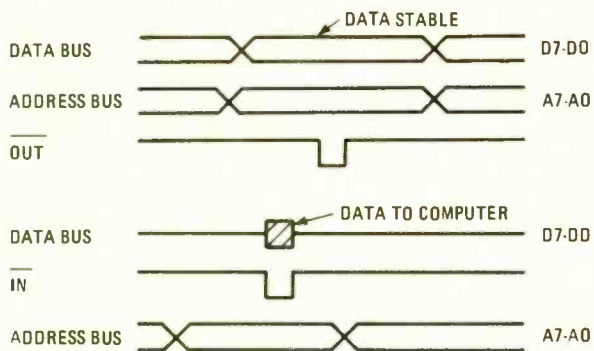 DATA STABLE
DATA BUS D7-D0
ADDRESS BUS A7-A0
OUT
DATA TO COMPUTER
DATA BUS D7-DD
IN
ADDRESS BUS A7-A0